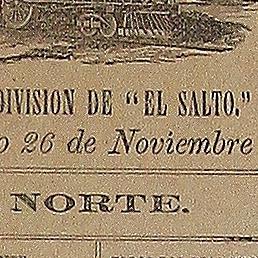 DIVISION DE "EL SALTO."
o 26 de Noviembre
NORTE.